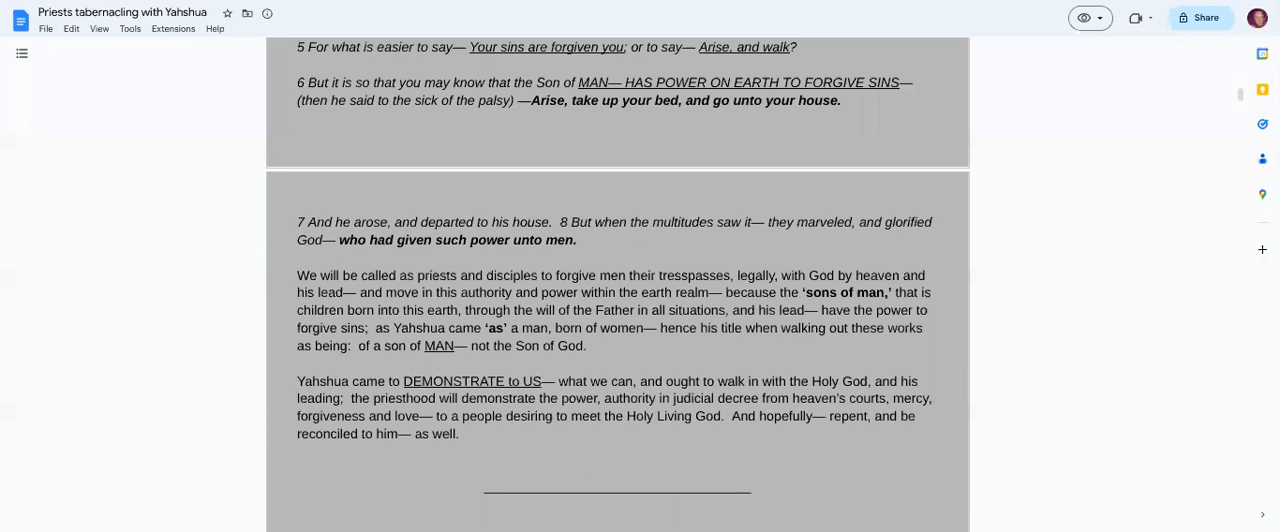 Priests tabernacling with Yahshua
File Edit View Tools Extensions Help
Share
5 For what is easier to say— Your sins are forgiven you; or to say— Arise, and walk?
6 But it is so that you may know that the Son of MAN— HAS POWER ON EARTH TO FORGIVE SINS—
(then he said to the sick of the palsy) —Arise, take up your bed, and go unto your house.
7 And he arose, and departed to his house.  8 But when the multitudes saw it— they marveled, and glorified
God— who had given such power unto men.
We will be called as priests and disciples to forgive men their tresspasses, legally, with God by heaven and
his lead— and move in this authority and power within the earth realm— because the ‘sons of man,’ that is
children born into this earth, through the will of the Father in all situations, and his lead— have the power to
forgive sins;  as Yahshua came ‘as’ a man, born of women— hence his title when walking out these works
as being:  of a son of MAN— not the Son of God.
Yahshua came to DEMONSTRATE to US— what we can, and ought to walk in with the Holy God, and his
leading;  the priesthood will demonstrate the power, authority in judicial decree from heaven’s courts, mercy,
forgiveness and love— to a people desiring to meet the Holy Living God.  And hopefully— repent, and be
reconciled to him— as well.